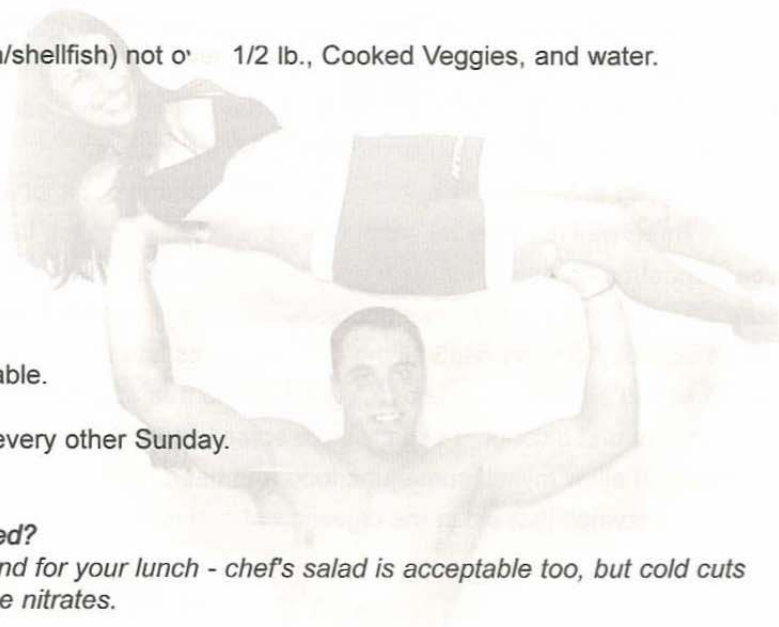 /shellfish) not o 1/2 lb., Cooked Veggies, and water.
able.
every other Sunday.
ed?
nd for your lunch - chef's salad is acceptable too, but cold cuts
e nitrates.